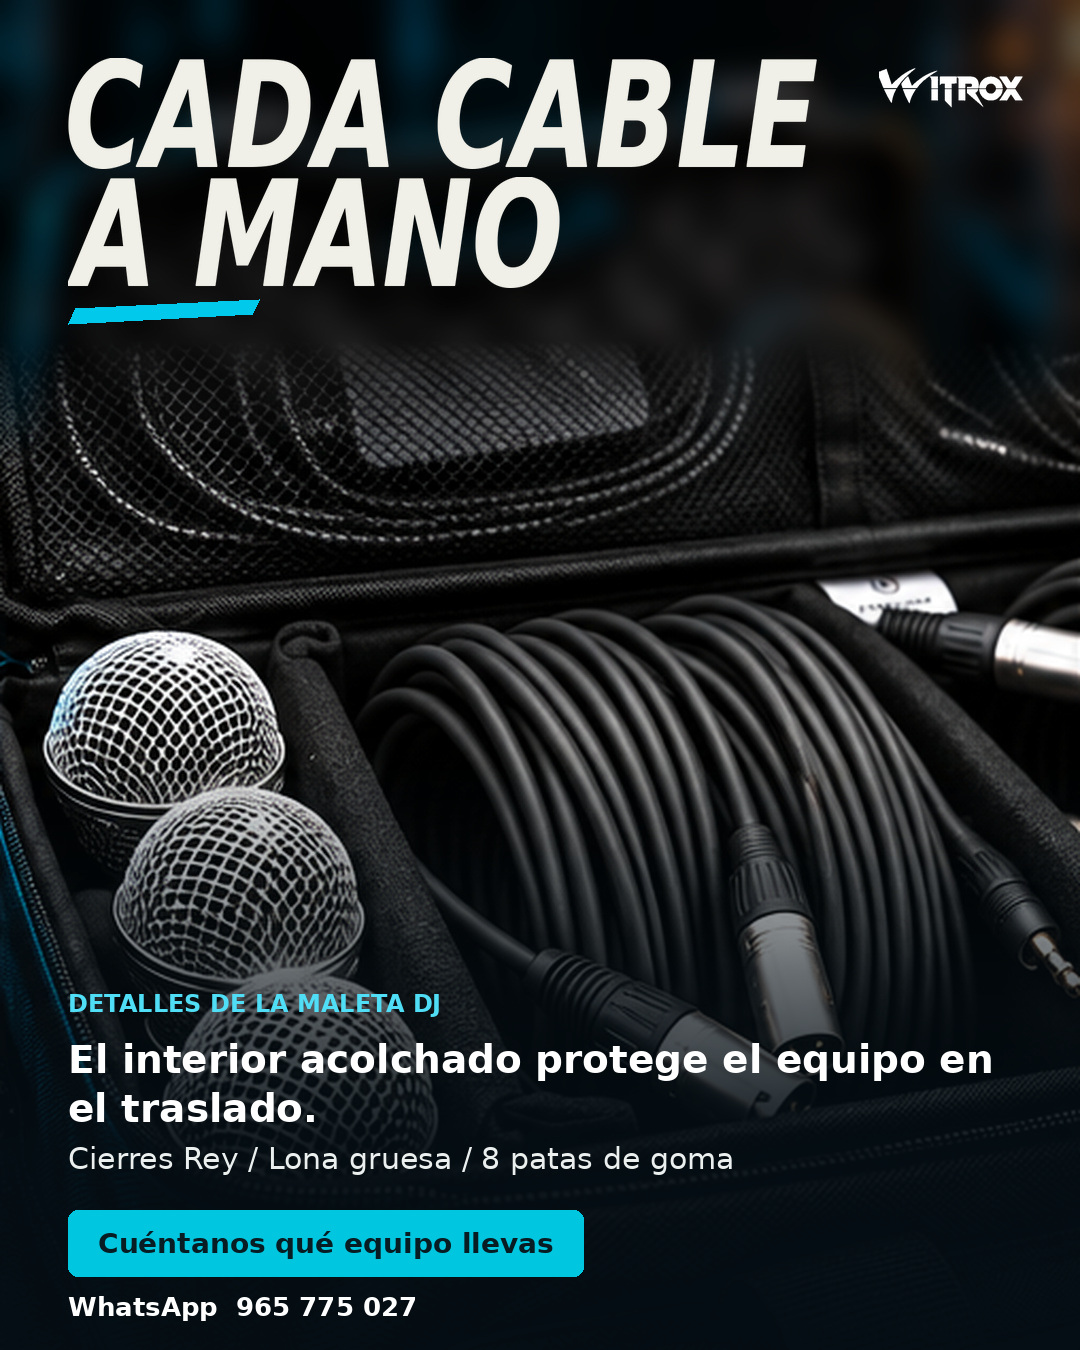 CADA CABLE
A MANO
WITROX
DETALLES DE LA MALETA DJ
El interior acolchado protege el equipo en
el traslado.
Cierres Rey / Lona gruesa / 8 patas de goma
Cuéntanos qué equipo llevas
WhatsApp 965 775 027